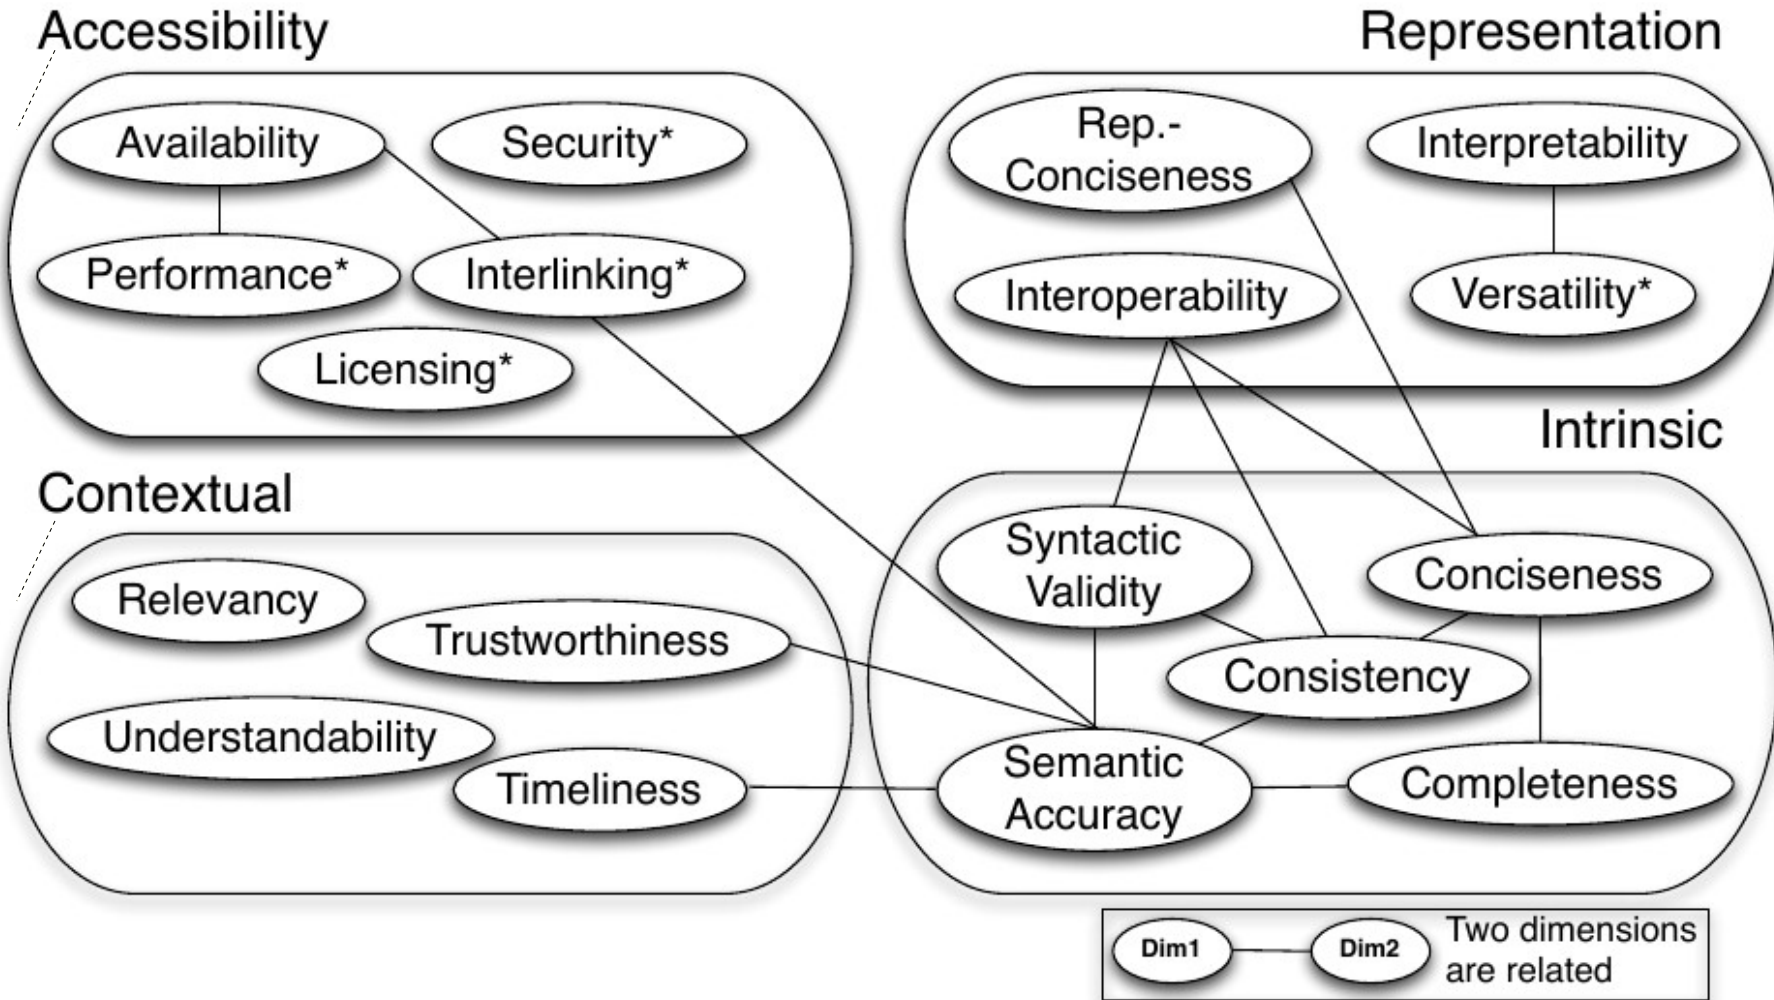 Accessibility
Availability
Security*
Performance*
Interlinking*
Licensing*
Representation
Rep.-
Conciseness
Interpretability
Interoperability
Versatility*
Contextual
Relevancy
Trustworthiness
Understandability
Timeliness
Intrinsic
Syntactic
Validity
Conciseness
Consistency
Semantic
Accuracy
Completeness
Dim1
Dim2
Two dimensions
are related